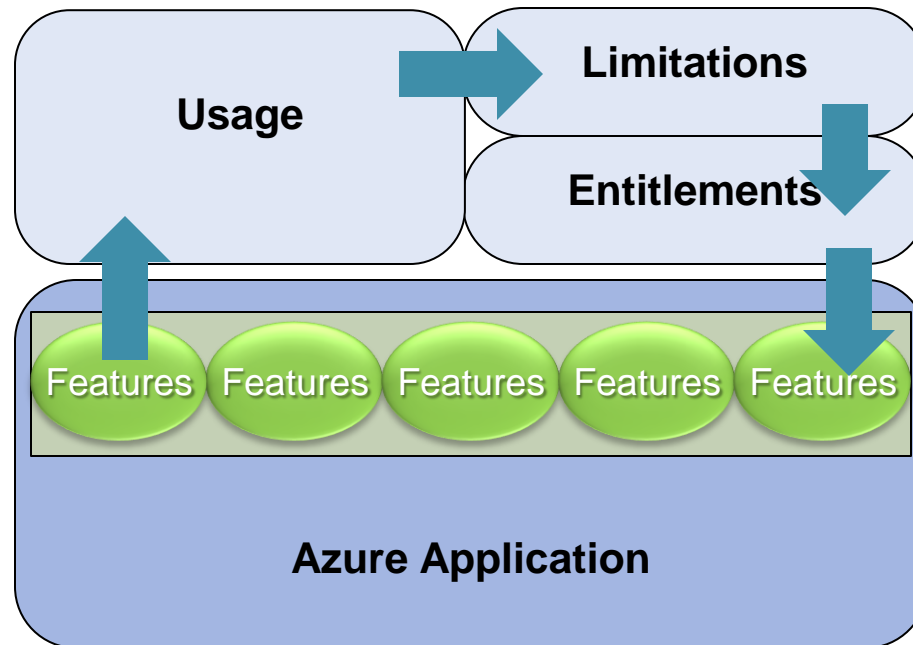 Limitations
Usage
Entitlements
Features Features Features Features Features
Azure Application